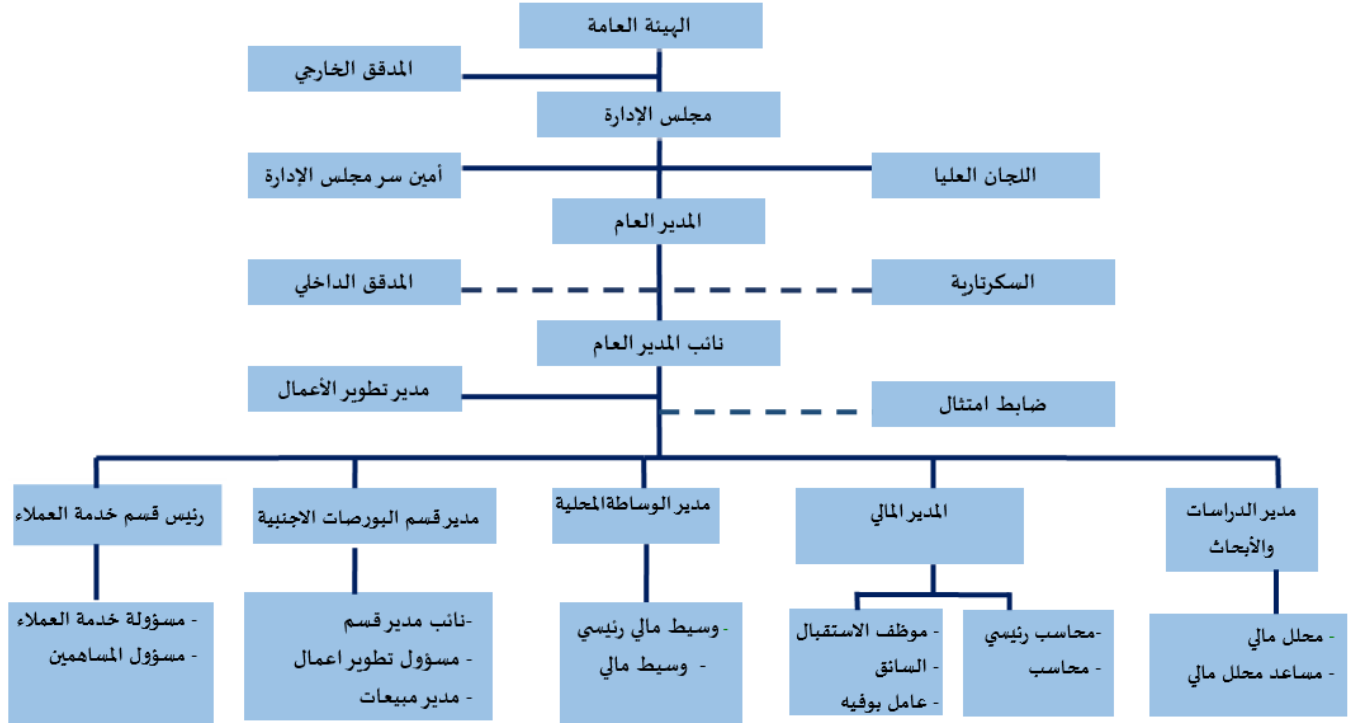 الهيئة العامة
المدقق الخارجي
مجلس الإدارة
اللجان العليا
أمين سر مجلس الإدارة
المدير العام
السكرتارية
المدقق الداخلي
نائب المدير العام
مدير تطوير الأعمال
ضابط امتثال
مدير الدراسات
والأبحاث
المدير المالي
مدير الوساطة المحلية
مدير قسم البورصات الاجنبية
رئيس قسم خدمة العملاء
- محلل مالي
- مساعد محلل مالي
-محاسب رئيسي
- محاسب
- موظف الاستقبال
- السائق
- عامل بوفيه
- وسيط مالي رئيسي
- وسيط مالي
-نائب مدير قسم
- مسؤول تطوير اعمال
- مدير مبيعات
- مسؤولة خدمة العملاء
- مسؤول المساهمين